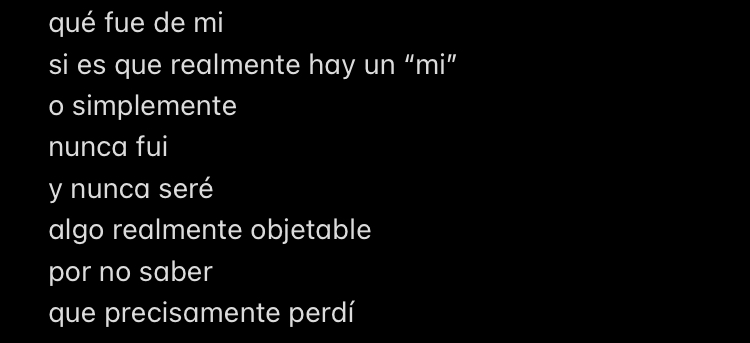 qué fue de mi
si es que realmente hay un “mi”
o simplemente
nunca fui
y nunca seré
algo realmente objetable
por no saber
que precisamente perdí